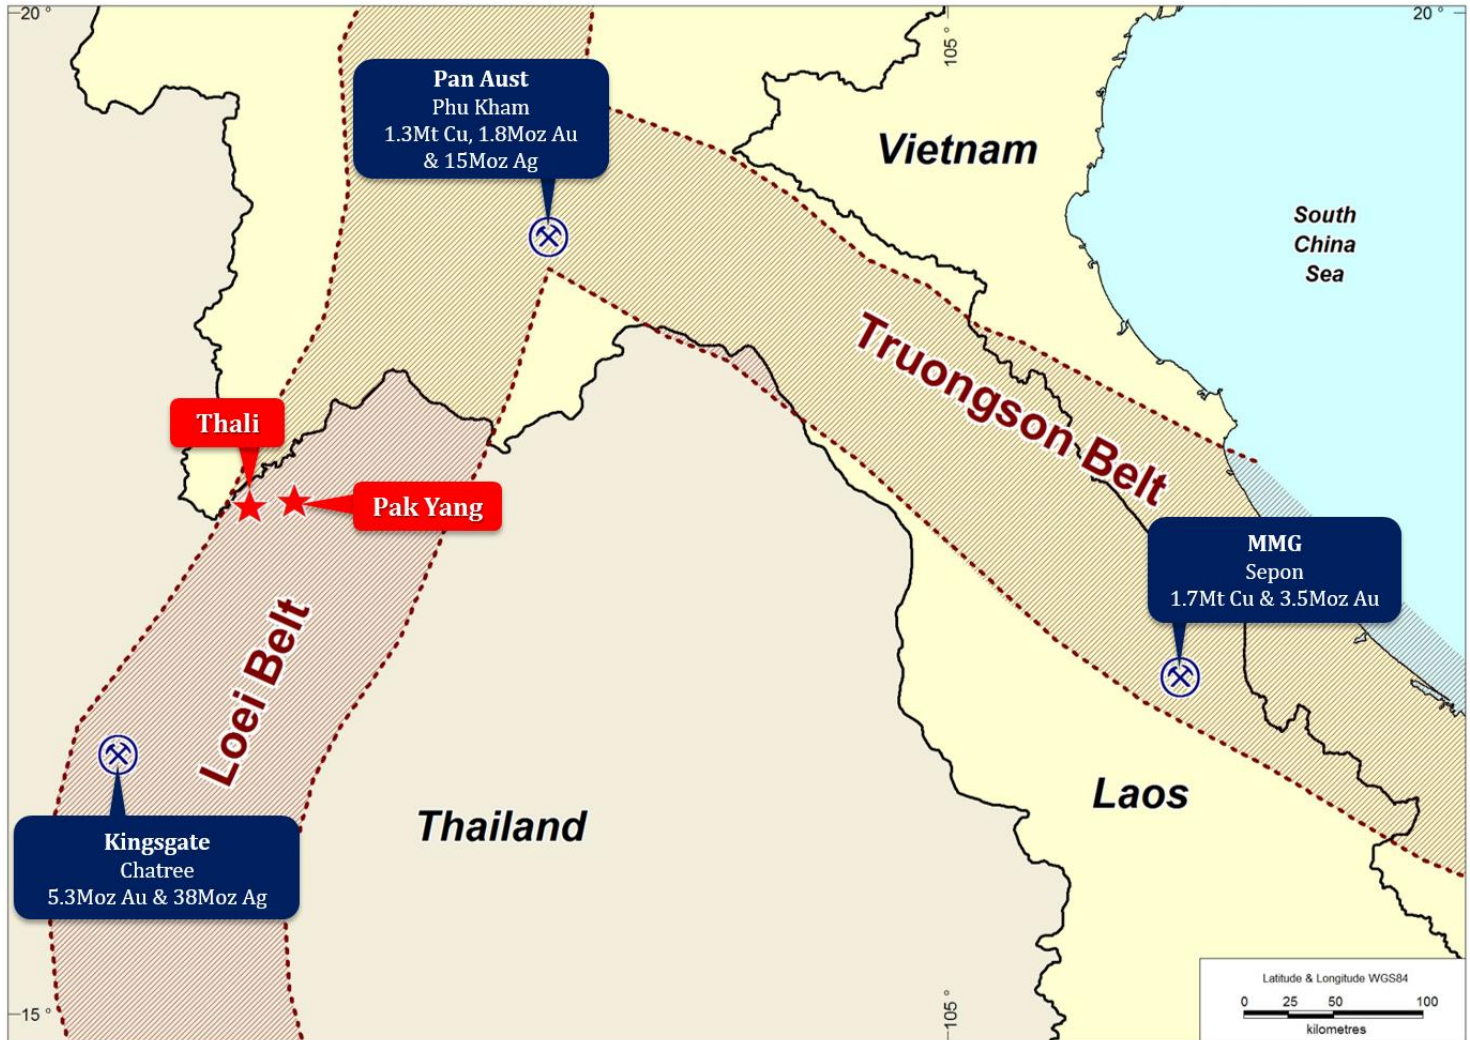 20 °
105 °
20 °
Pan Aust
Phu Kham
1.3Mt Cu, 1.8Moz Au
& 15Moz Ag
Vietnam
South
China
Sea
Truongson Belt
Thali
Pak Yang
MMG
Sepon
1.7Mt Cu & 3.5Moz Au
Loei Belt
Laos
Thailand
Kingsgate
Chatree
5.3Moz Au & 38Moz Ag
15 °
105 °
Latitude & Longitude WGS84
0 25 50 100
kilometres